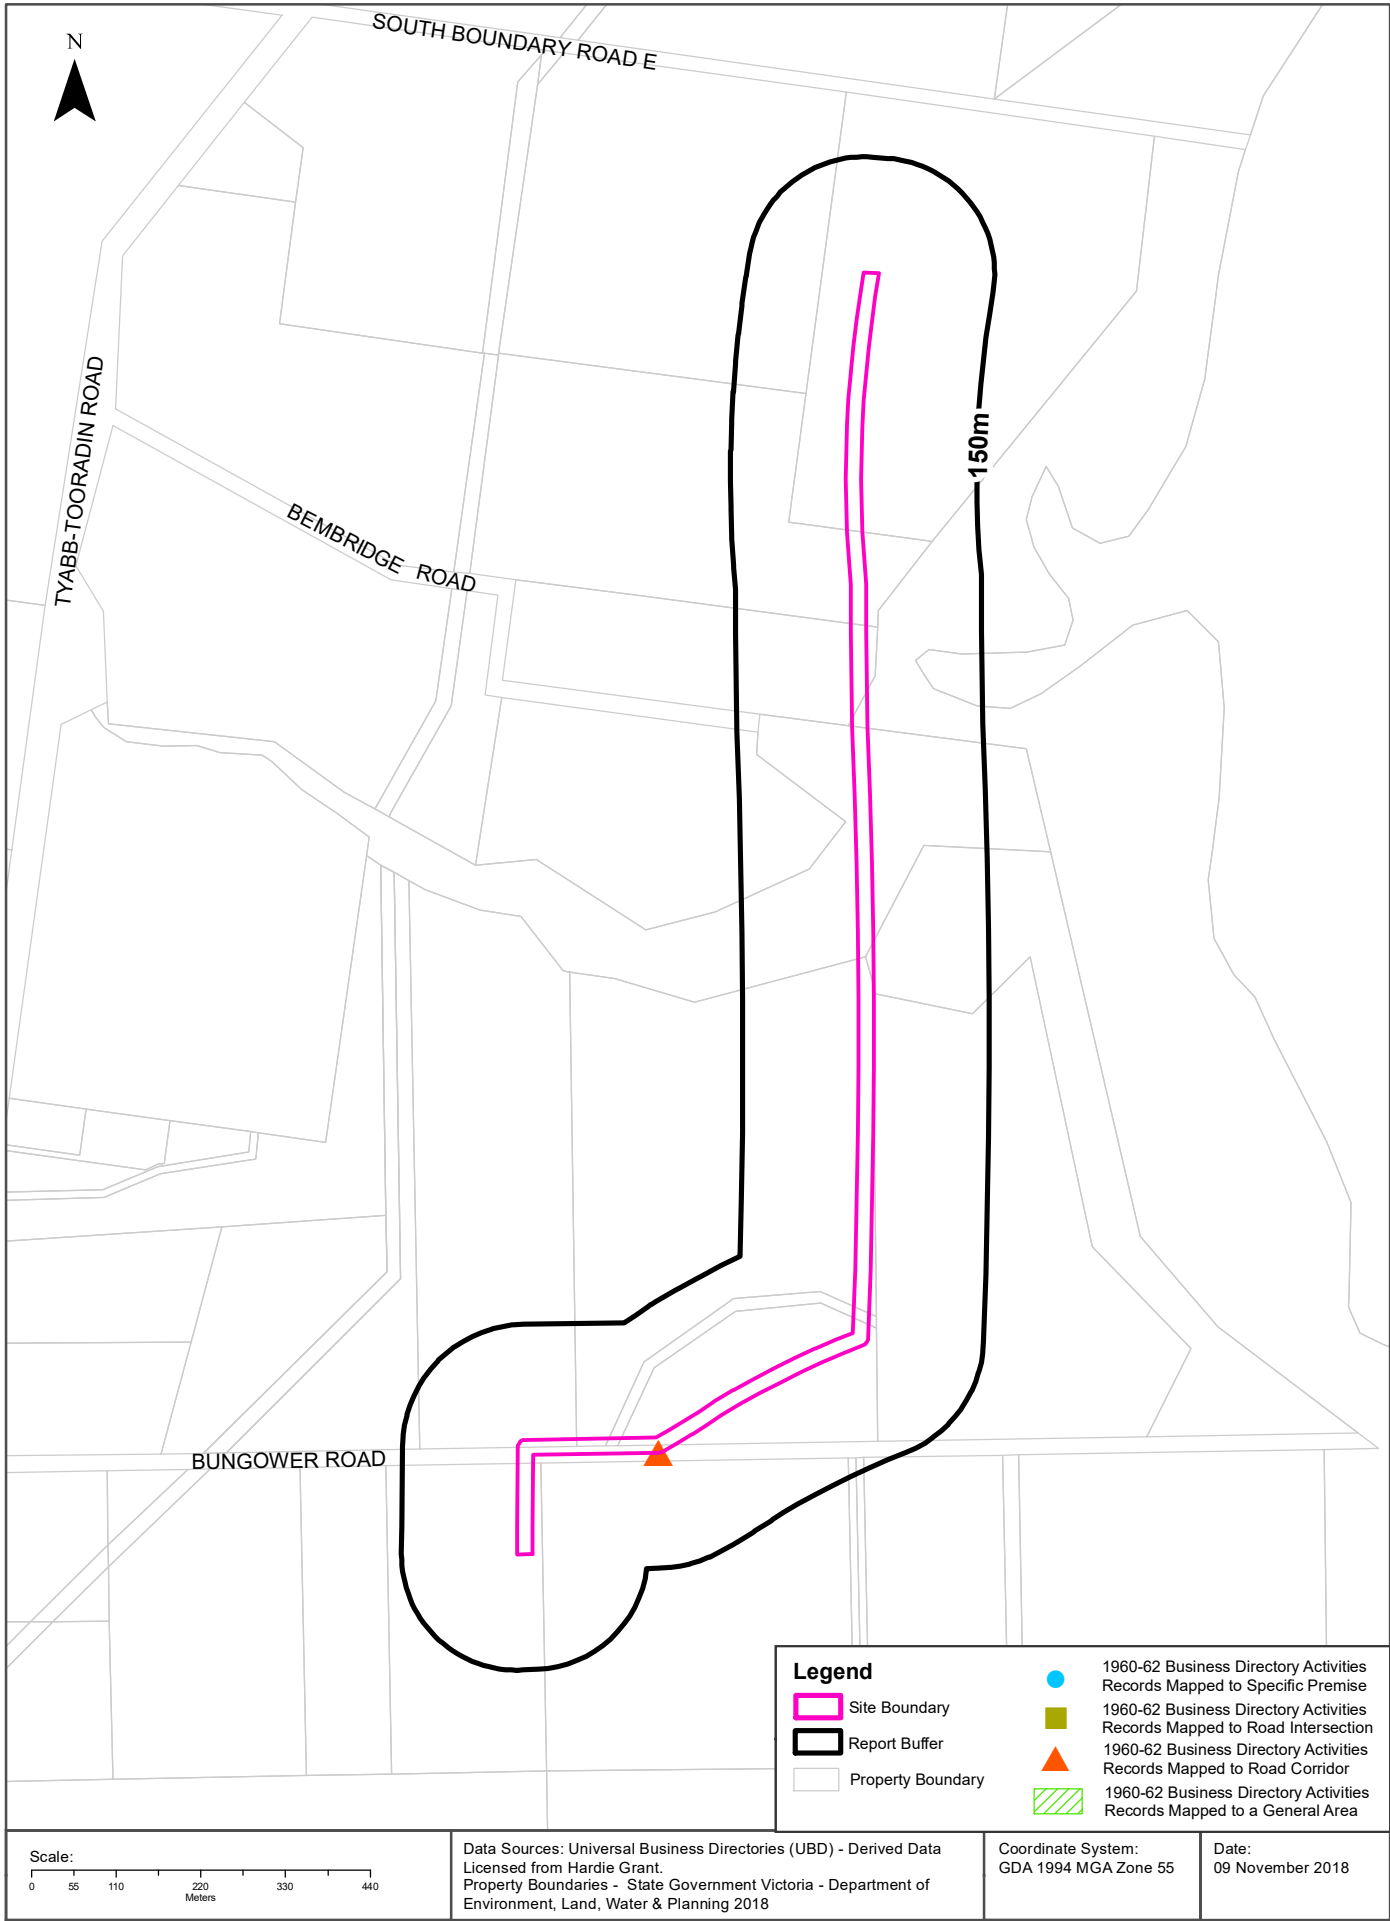 N
SOUTH BOUNDARY ROAD E
TYABB-TOORADIN ROAD
150m
BEMBRIDGE ROAD
BUNGOWER ROAD
Legend
Site Boundary
Report Buffer
Property Boundary
1960-62 Business Directory Activities
Records Mapped to Specific Premise
1960-62 Business Directory Activities
Records Mapped to Road Intersection
1960-62 Business Directory Activities
Records Mapped to Road Corridor
1960-62 Business Directory Activities
Records Mapped to a General Area
Scale:
0 55 110 220 330 440
Meters
Data Sources: Universal Business Directories (UBD) - Derived Data
Licensed from Hardie Grant.
Property Boundaries - State Government Victoria - Department of
Environment, Land, Water & Planning 2018
Coordinate System:
GDA 1994 MGA Zone 55
Date:
09 November 2018